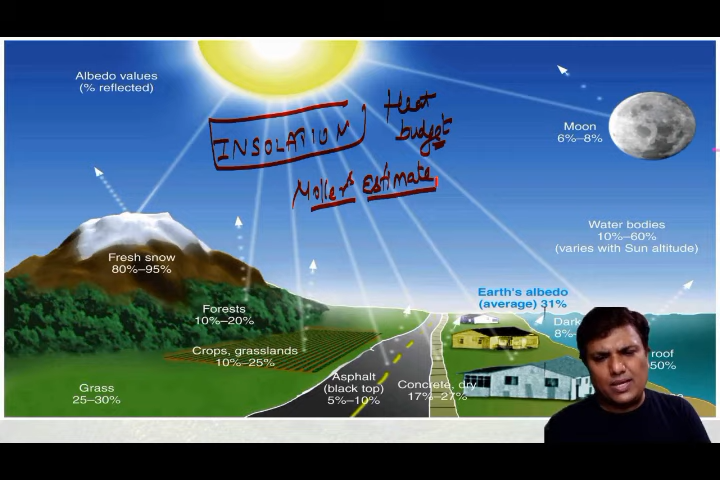 Albedo values
(% reflected)
INSOLATION
Heat
budget
Moller's Estimate
Moon
6%–8%
Water bodies
10%–60%
(varies with Sun altitude)
Fresh snow
80%–95%
Earth's albedo
(average) 31%
Forests
10%–20%
Dark
8%–
Crops, grasslands
10%–25%
roof
50%
Grass
25–30%
Asphalt
(black top)
5%–10%
Concrete, dry
17%–27%